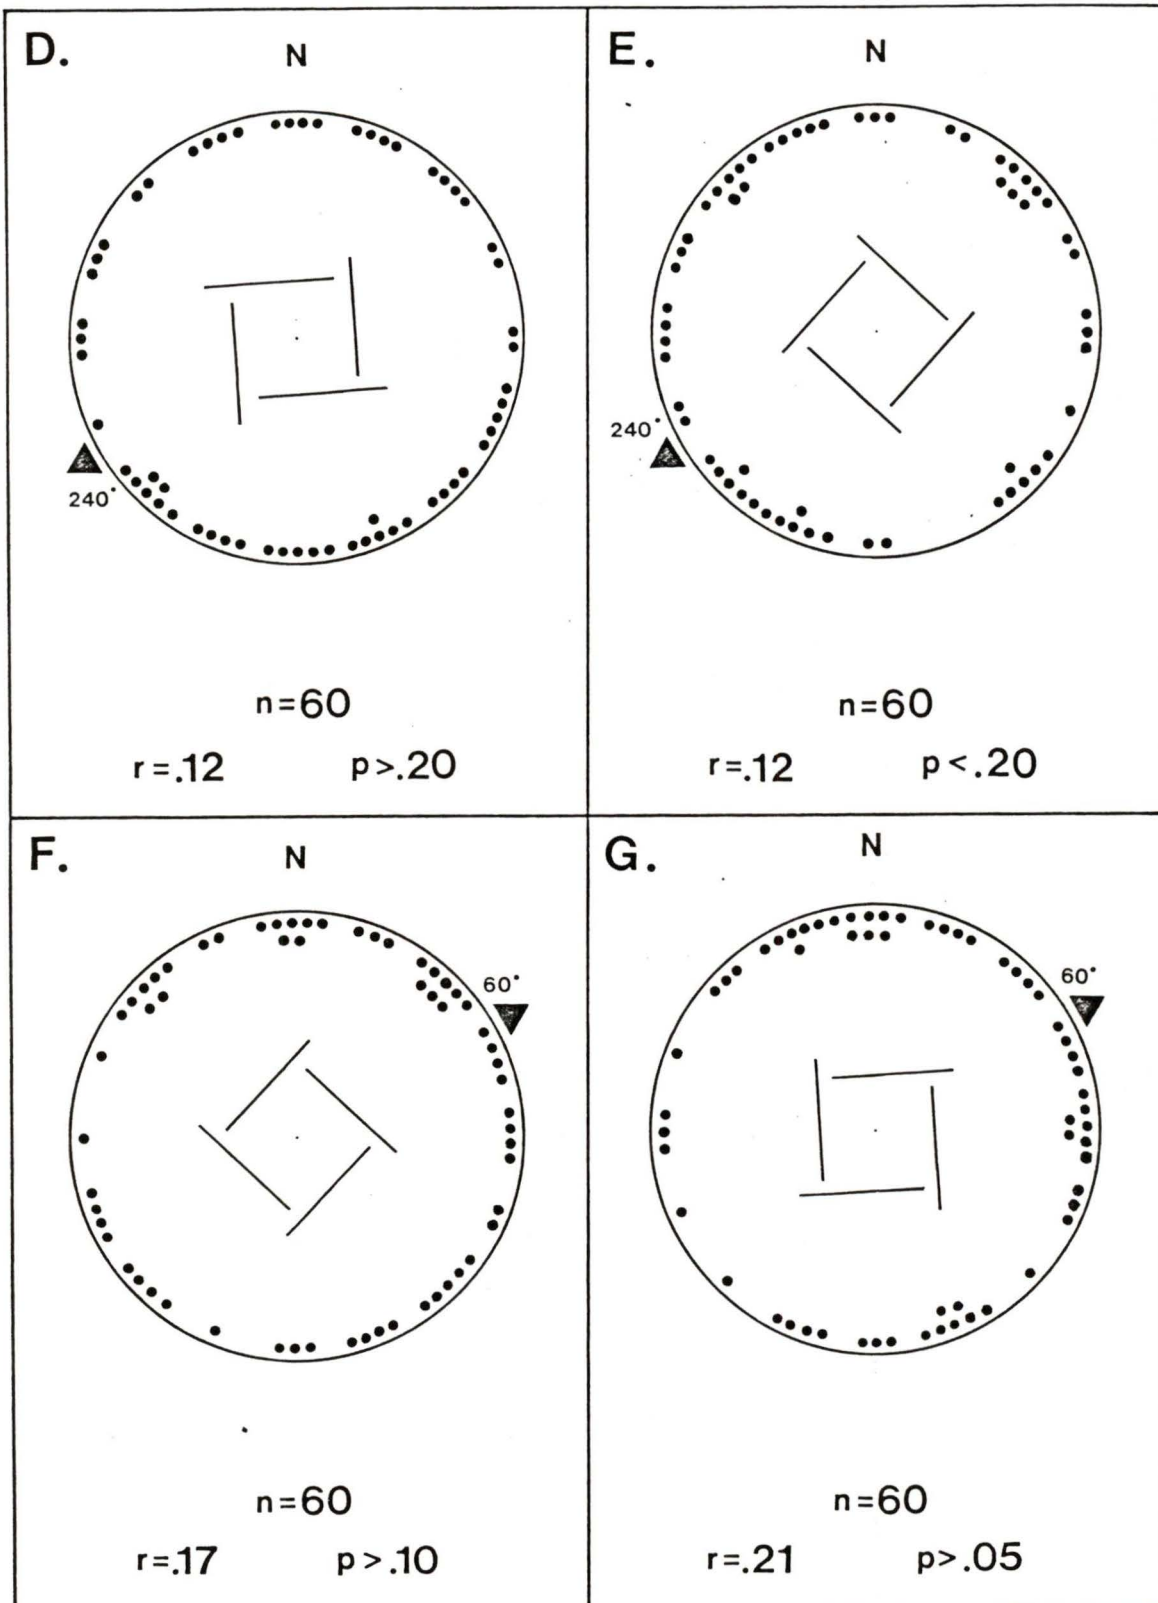 D.
N
240°
n=60
r=.12 p>.20
E.
N
240°
n=60
r=.12 p<.20
F.
N
60°
n=60
r=.17 p>.10
G.
N
60°
n=60
r=.21 p>.05